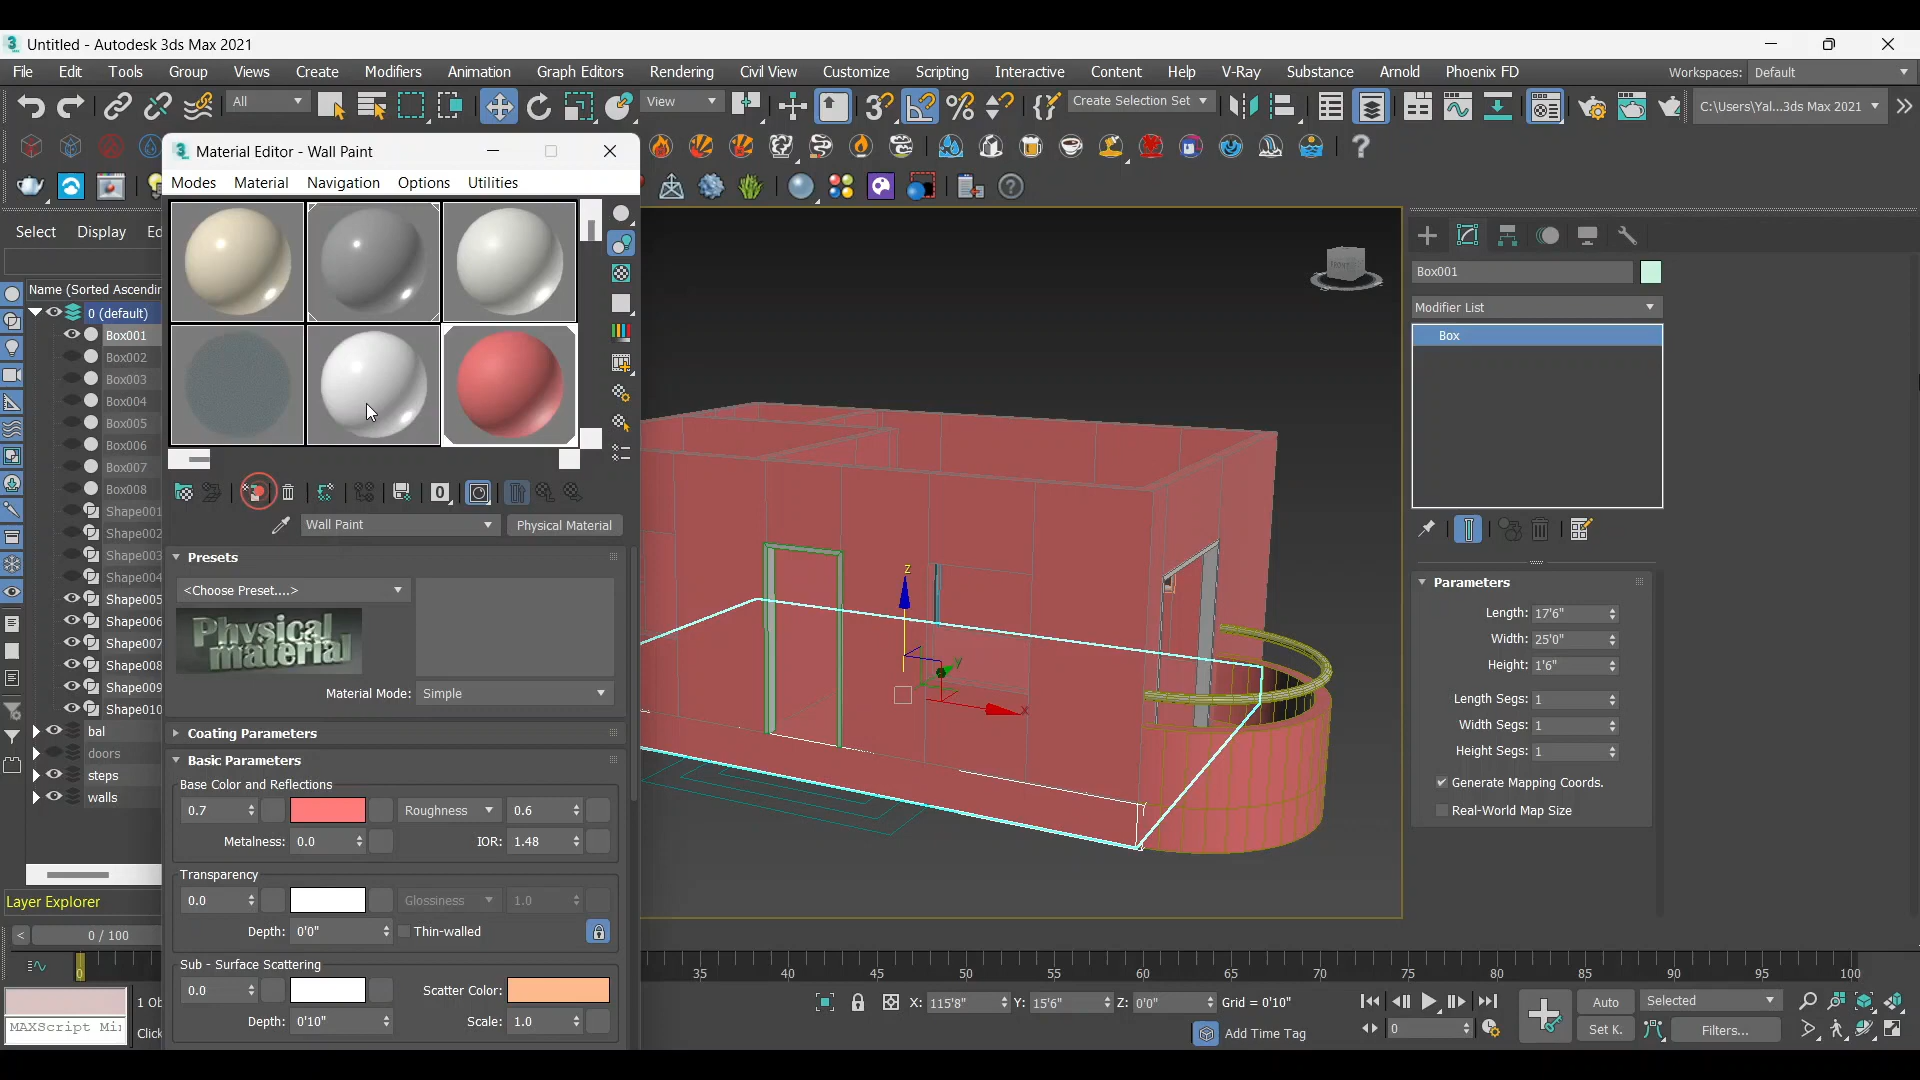 Untitled - Autodesk 3ds Max 2021
File Edit Tools Group Views Create Modifiers Animation Graph Editors Rendering Civil View Customize Scripting Interactive Content Help V-Ray Substance Arnold Phoenix FD Workspaces: Default
All View Create Selection Set C:\Users\Yal...3ds Max 2021
Material Editor - Wall Paint
Modes Material Navigation Options Utilities
Select Display Ed
Name (Sorted Ascendin
0 (default)
Box001
Box002
Box003
Box004
Box005
Box006
Box007
Box008
Shape001
Shape002
Shape003
Shape004
Shape005
Shape006
Shape007
Shape008
Shape009
Shape010
bal
doors
steps
walls
Layer Explorer
Wall Paint Physical Material
Presets
<Choose Preset....>
Physical material
Material Mode: Simple
Coating Parameters
Basic Parameters
Base Color and Reflections
0.7 Roughness 0.6
Metalness: 0.0 IOR: 1.48
Transparency
0.0 Glossiness 1.0
Depth: 0'0" Thin-walled
Sub - Surface Scattering
0.0 Scatter Color:
Depth: 0'10" Scale: 1.0
z
y
x
Box001
Modifier List
Box
Parameters
Length: 17'6"
Width: 25'0"
Height: 1'6"
Length Segs: 1
Width Segs: 1
Height Segs: 1
Generate Mapping Coords.
Real-World Map Size
0 / 100
0 35 40 45 50 55 60 65 70 75 80 85 90 95 100
1 Ob
MAXScript Mi
Click
X: 115'8" Y: 15'6" Z: 0'0" Grid = 0'10"
Add Time Tag
0
Auto Selected
Set K. Filters...